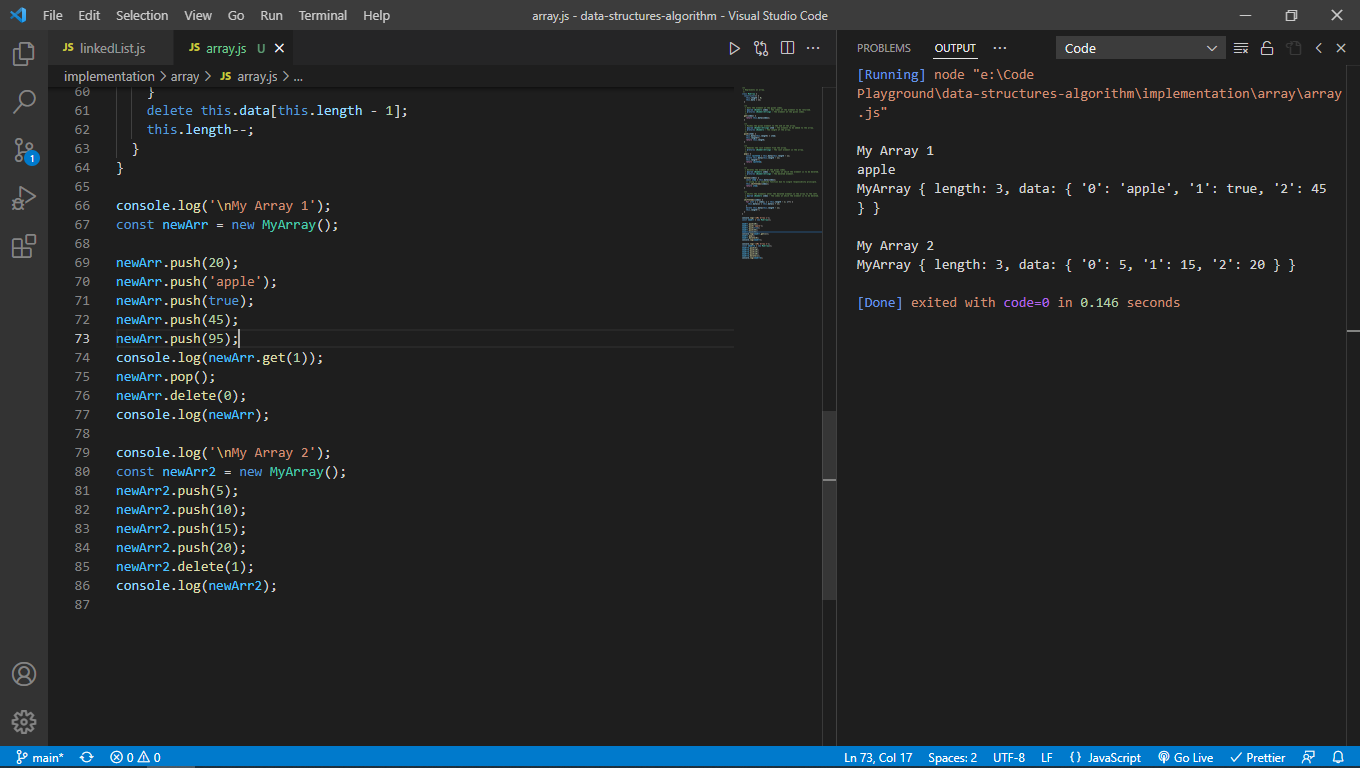 File Edit Selection View Go Run Terminal Help
array.js - data-structures-algorithm - Visual Studio Code
JS linkedList.js
JS array.js U
implementation > array > JS array.js > ...
60 }
61 delete this.data[this.length - 1];
62 this.length--;
63 }
64 }
65
66 console.log('\nMy Array 1');
67 const newArr = new MyArray();
68
69 newArr.push(20);
70 newArr.push('apple');
71 newArr.push(true);
72 newArr.push(45);
73 newArr.push(95);
74 console.log(newArr.get(1));
75 newArr.pop();
76 newArr.delete(0);
77 console.log(newArr);
78
79 console.log('\nMy Array 2');
80 const newArr2 = new MyArray();
81 newArr2.push(5);
82 newArr2.push(10);
83 newArr2.push(15);
84 newArr2.push(20);
85 newArr2.delete(1);
86 console.log(newArr2);
87
PROBLEMS OUTPUT ... Code
[Running] node "e:\Code
Playground\data-structures-algorithm\implementation\array\array
.js"
My Array 1
apple
MyArray { length: 3, data: { '0': 'apple', '1': true, '2': 45
} }
My Array 2
MyArray { length: 3, data: { '0': 5, '1': 15, '2': 20 } }
[Done] exited with code=0 in 0.146 seconds
1
main* 0 0 Ln 73, Col 17 Spaces: 2 UTF-8 LF {} JavaScript Go Live Prettier